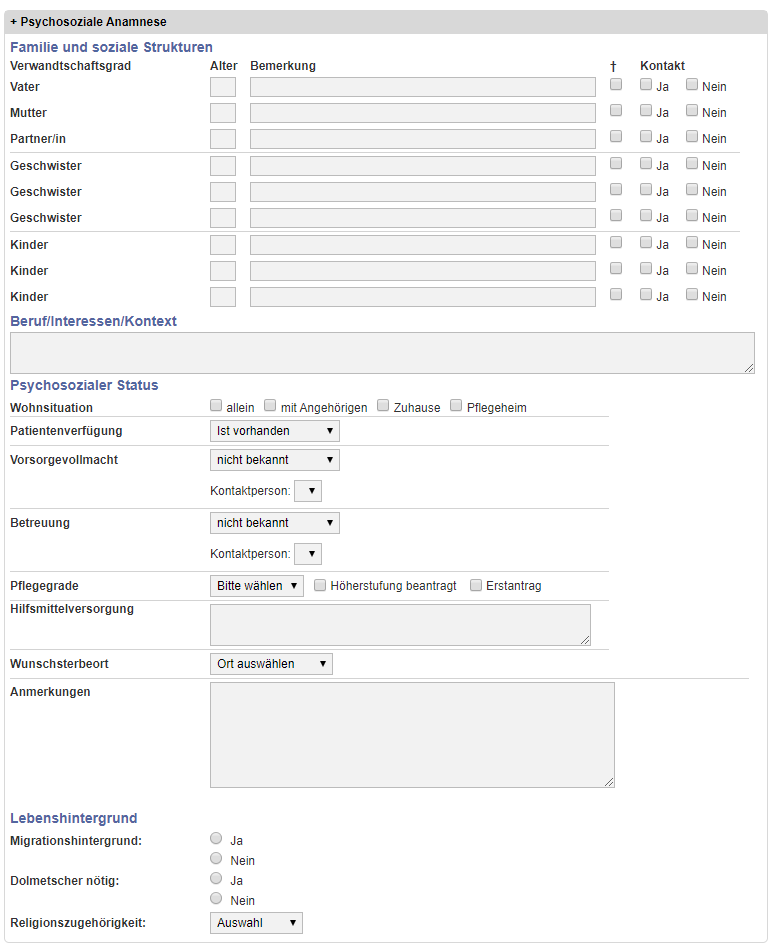 + Psychosoziale Anamnese
Familie und soziale Strukturen
Verwandtschaftsgrad Alter Bemerkung † Kontakt
Vater Ja Nein
Mutter Ja Nein
Partner/in Ja Nein
Geschwister Ja Nein
Geschwister Ja Nein
Geschwister Ja Nein
Kinder Ja Nein
Kinder Ja Nein
Kinder Ja Nein
Beruf/Interessen/Kontext
Psychosozialer Status
Wohnsituation allein mit Angehörigen Zuhause Pflegeheim
Patientenverfügung Ist vorhanden
Vorsorgevollmacht nicht bekannt
Kontaktperson:
Betreuung nicht bekannt
Kontaktperson:
Pflegegrade Bitte wählen Höherstufung beantragt Erstantrag
Hilfsmittelversorgung
Wunschsterbeort Ort auswählen
Anmerkungen
Lebenshintergrund
Migrationshintergrund: Ja
Nein
Dolmetscher nötig: Ja
Nein
Religionszugehörigkeit: Auswahl